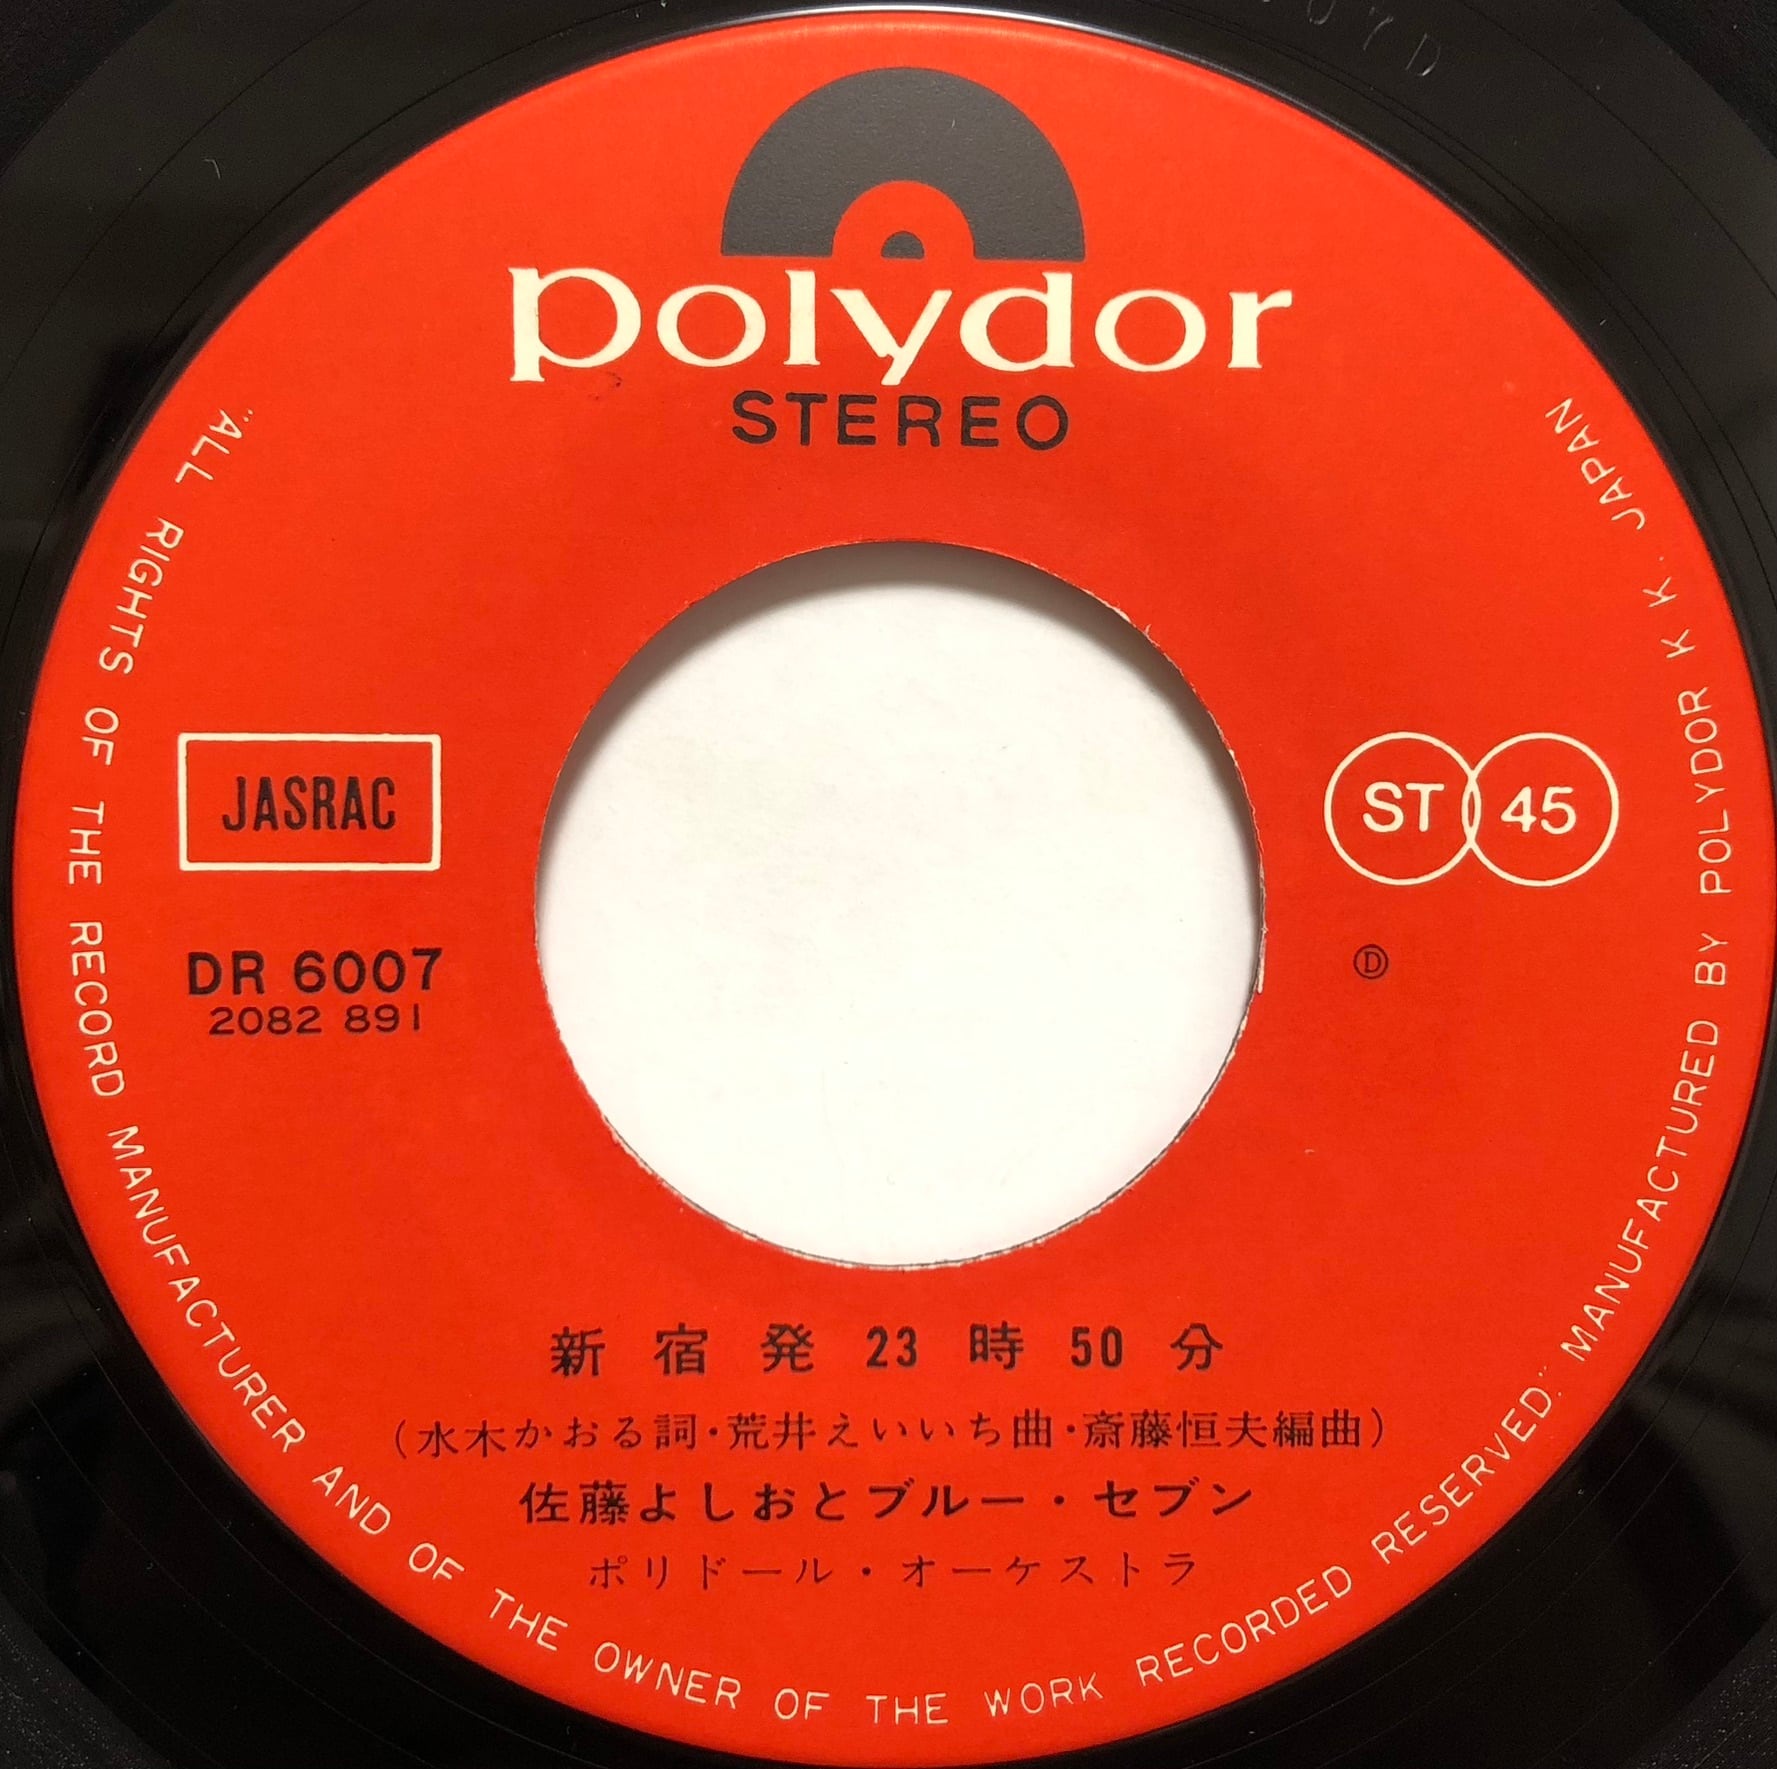 polydor
STEREO
JASRAC
ST 45
DR 6007
2082 891
Ⓓ
新宿発23時50分
(水木かおる詞・荒井えいいち曲・斎藤恒夫編曲)
佐藤よしおとブルー・セブン
ポリドール・オーケストラ
"ALL RIGHTS OF THE RECORD MANUFACTURER AND OF THE OWNER OF THE WORK RECORDED RESERVED." MANUFACTURED BY POLYDOR K K. JAPAN